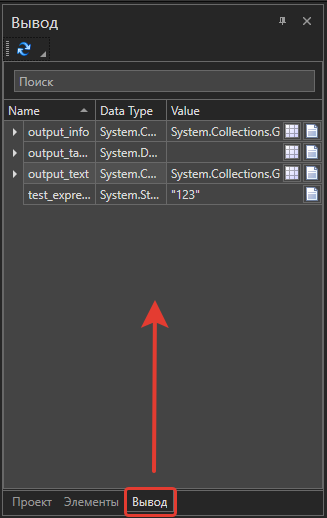 Вывод
Поиск
Name Data Type Value
output_info System.C... System.Collections.G
output_ta... System.D...
output_text System.C... System.Collections.G
test_expre... System.St... "123"
Проект Элементы Вывод